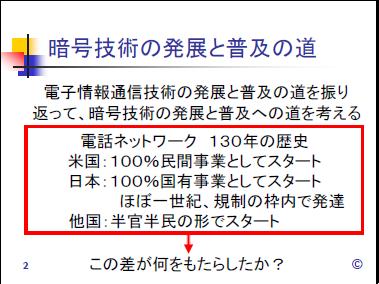 暗号技術の発展と普及の道
電子情報通信技術の発展と普及の道を振り
返って、暗号技術の発展と普及への道を考える
電話ネットワーク 130年の歴史
米国:100%民間事業としてスタート
日本:100%国有事業としてスタート
ほぼ一世紀、規制の枠内で発達
他国:半官半民の形でスタート
この差が何をもたらしたか?
2
©